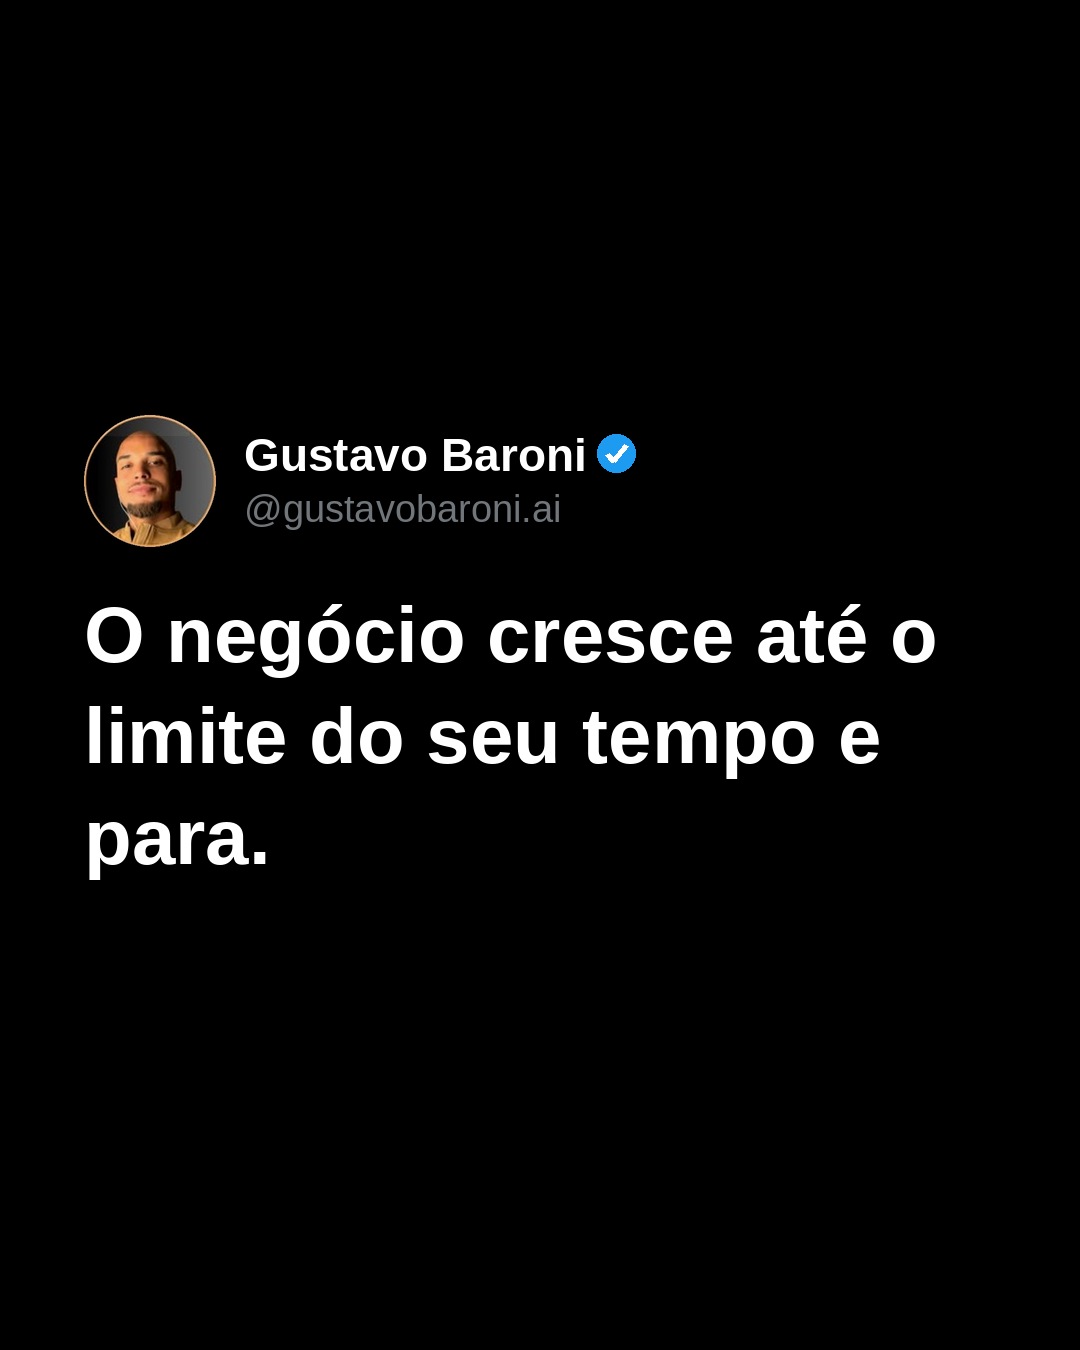 Gustavo Baroni
@gustavobaroni.ai
O negócio cresce até o
limite do seu tempo e
para.